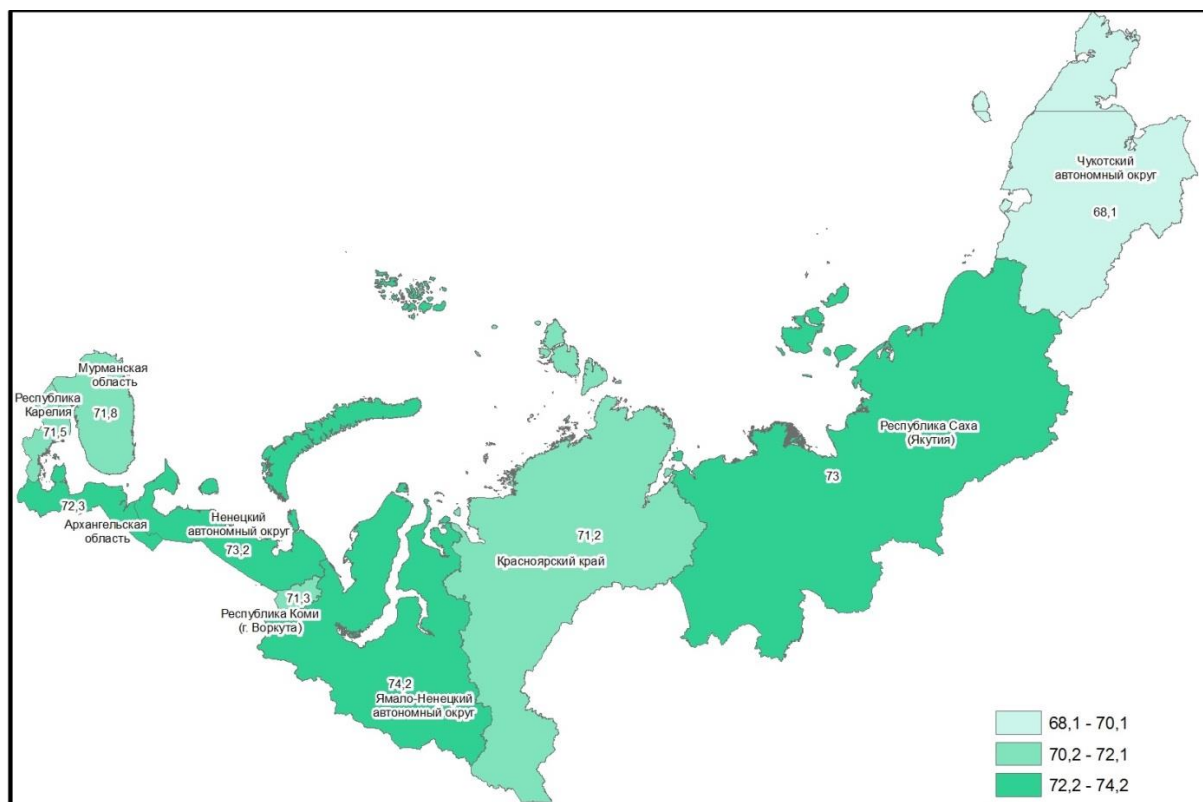 Чукотский
автономный округ
68,1
Мурманская
область
71,8
Республика
Карелия
71,5
72,3
Архангельская
область
Ненецкий
автономный округ
73,2
71,3
Республика Коми
(г. Воркута)
74,2
Ямало-Ненецкий
автономный округ
71,2
Красноярский край
Республика Саха
(Якутия)
73
68,1 - 70,1
70,2 - 72,1
72,2 - 74,2